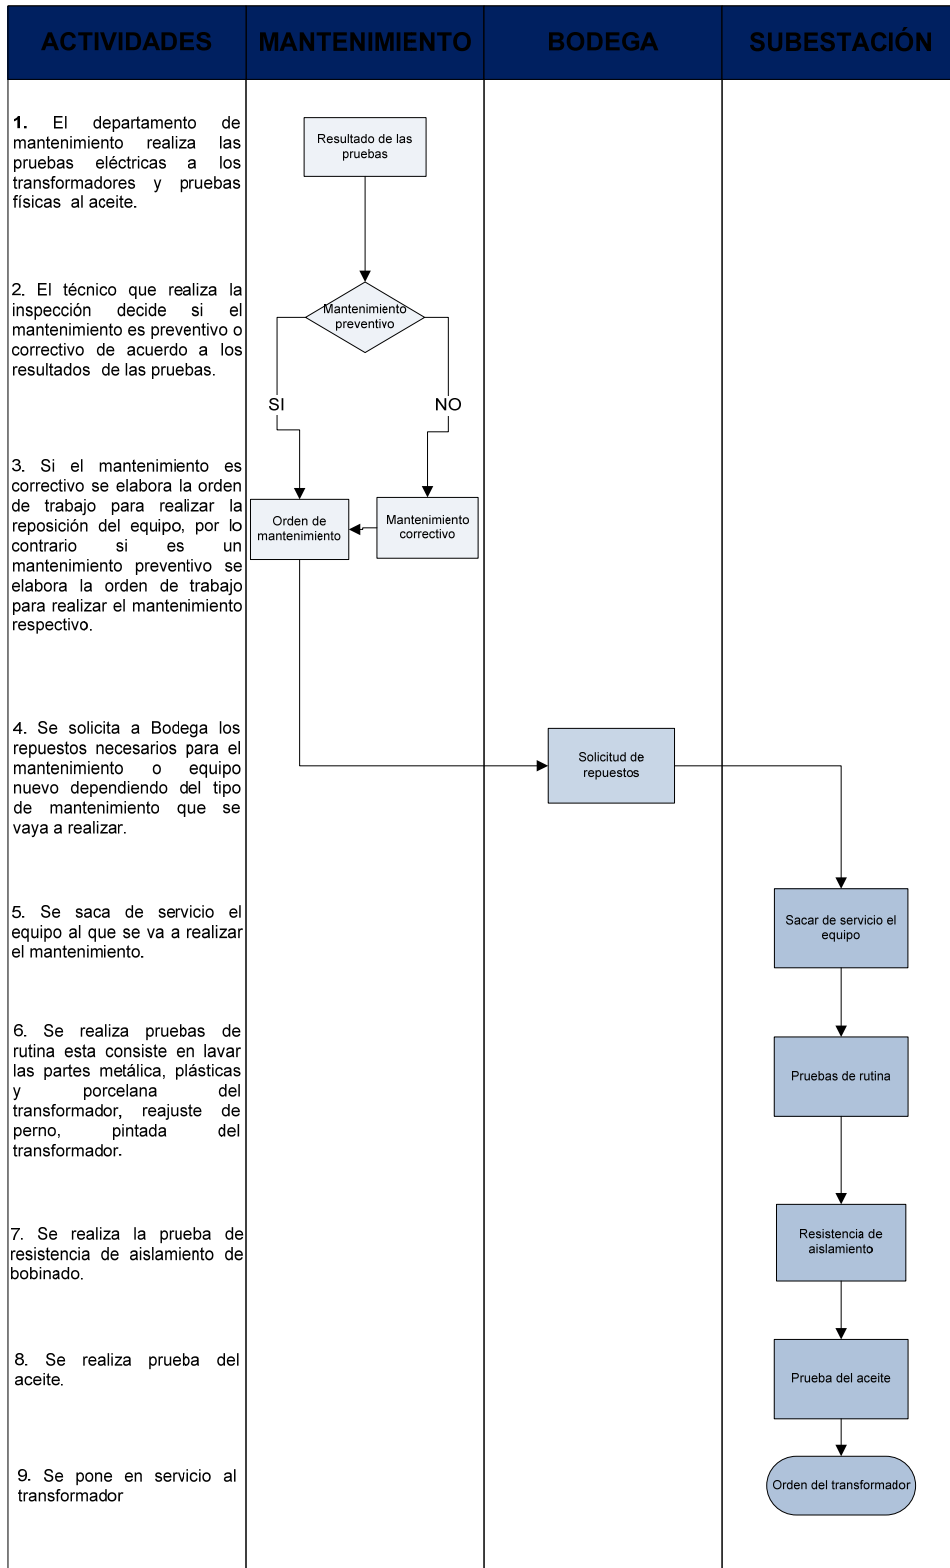 ACTIVIDADES
MANTENIMIENTO
BODEGA
SUBESTACIÓN
1. El departamento de
mantenimiento realiza las
pruebas eléctricas a los
transformadores y pruebas
físicas al aceite.
Resultado de las
pruebas
2. El técnico que realiza la
inspección decide si el
mantenimiento es preventivo o
correctivo de acuerdo a los
resultados de las pruebas.
Mantenimiento
preventivo
SI
NO
3. Si el mantenimiento es
correctivo se elabora la orden
de trabajo para realizar la
reposición del equipo, por lo
contrario si es un
mantenimiento preventivo se
elabora la orden de trabajo
para realizar el mantenimiento
respectivo.
Orden de
mantenimiento
Mantenimiento
correctivo
4. Se solicita a Bodega los
repuestos necesarios para el
mantenimiento o equipo
nuevo dependiendo del tipo
de mantenimiento que se
vaya a realizar.
Solicitud de
repuestos
5. Se saca de servicio el
equipo al que se va a realizar
el mantenimiento.
Sacar de servicio el
equipo
6. Se realiza pruebas de
rutina esta consiste en lavar
las partes metálica, plásticas
y porcelana del
transformador, reajuste de
perno, pintada del
transformador.
Pruebas de rutina
7. Se realiza la prueba de
resistencia de aislamiento de
bobinado.
Resistencia de
aislamiento
8. Se realiza prueba del
aceite.
Prueba del aceite
9. Se pone en servicio al
transformador
Orden del transformador